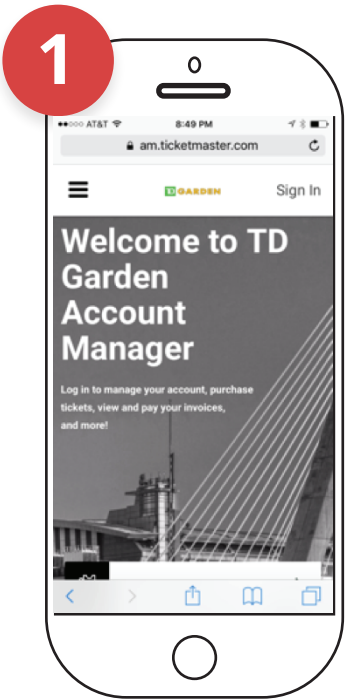 1
●●○○○ AT&T 8:49 PM
am.ticketmaster.com
TD GARDEN Sign In
Welcome to TD
Garden
Account
Manager
Log in to manage your account, purchase
tickets, view and pay your invoices,
and more!